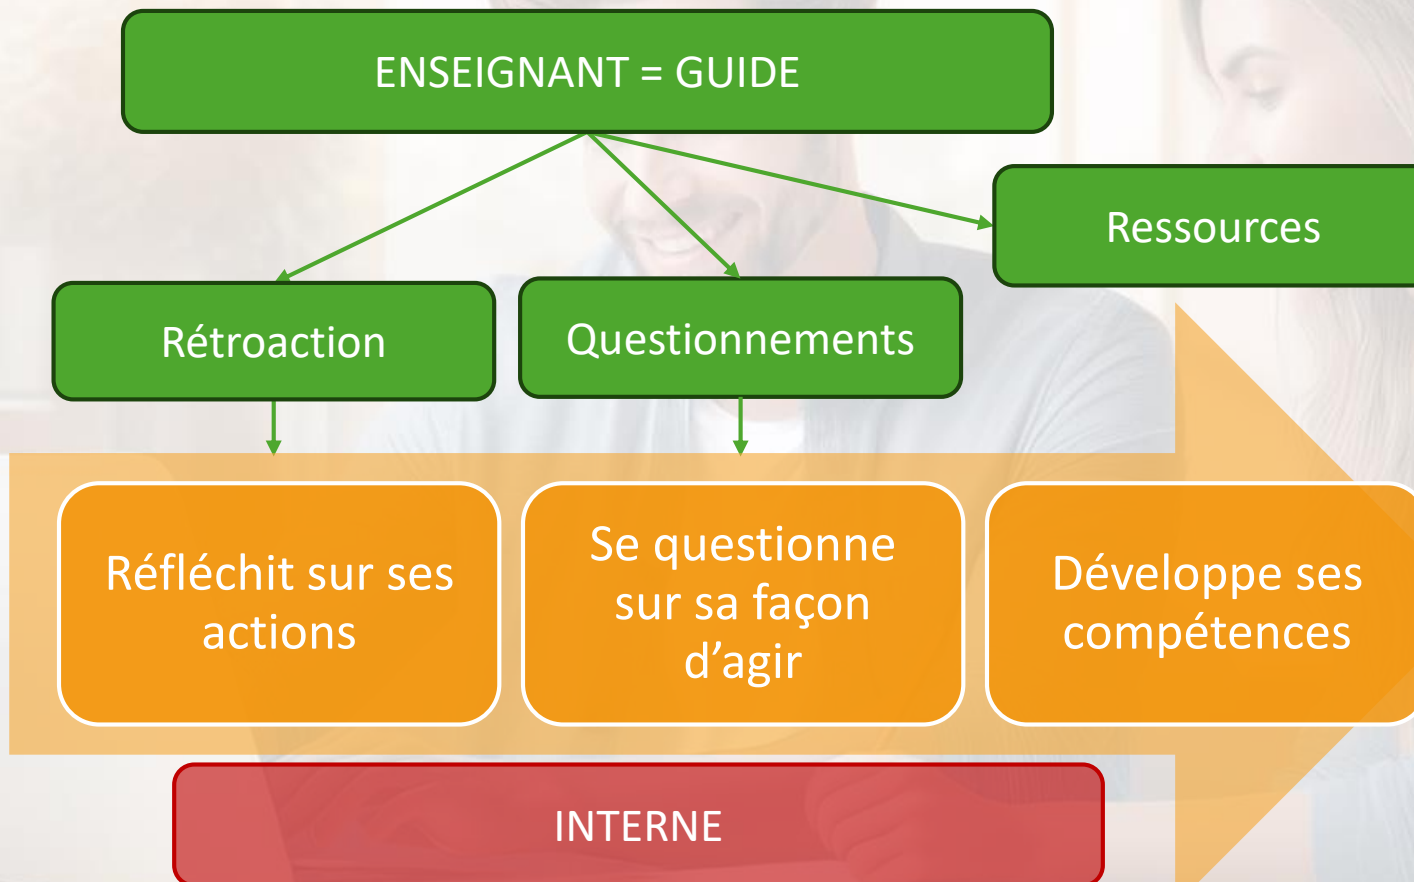 ENSEIGNANT = GUIDE
Ressources
Rétroaction
Questionnements
Réfléchit sur ses
actions
Se questionne
sur sa façon
d’agir
Développe ses
compétences
INTERNE